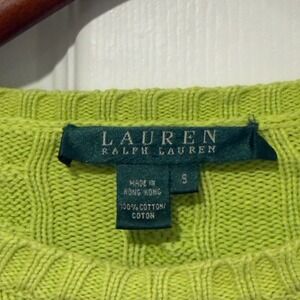 LAUREN
RALPH LAUREN
MADE IN
HONG KONG
S
100% COTTON/
COTON